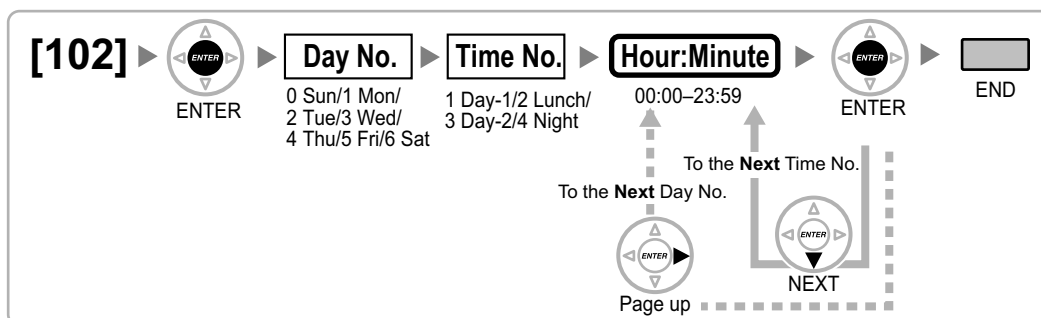 [102]
ENTER
ENTER
Day No.
0 Sun/1 Mon/
2 Tue/3 Wed/
4 Thu/5 Fri/6 Sat
Time No.
1 Day-1/2 Lunch/
3 Day-2/4 Night
Hour:Minute
00:00–23:59
ENTER
ENTER
END
To the Next Time No.
To the Next Day No.
ENTER
Page up
ENTER
NEXT